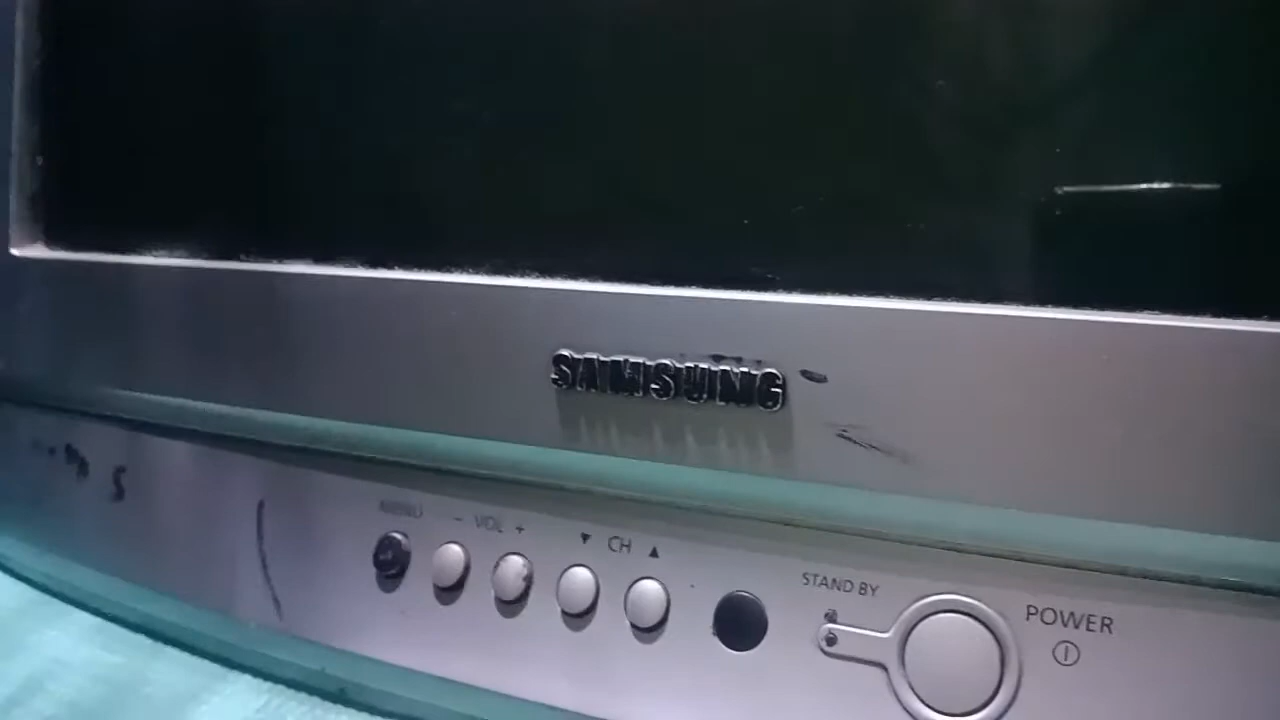 SAMSUNG
MENU
- VOL +
▼ CH ▲
STAND BY
POWER